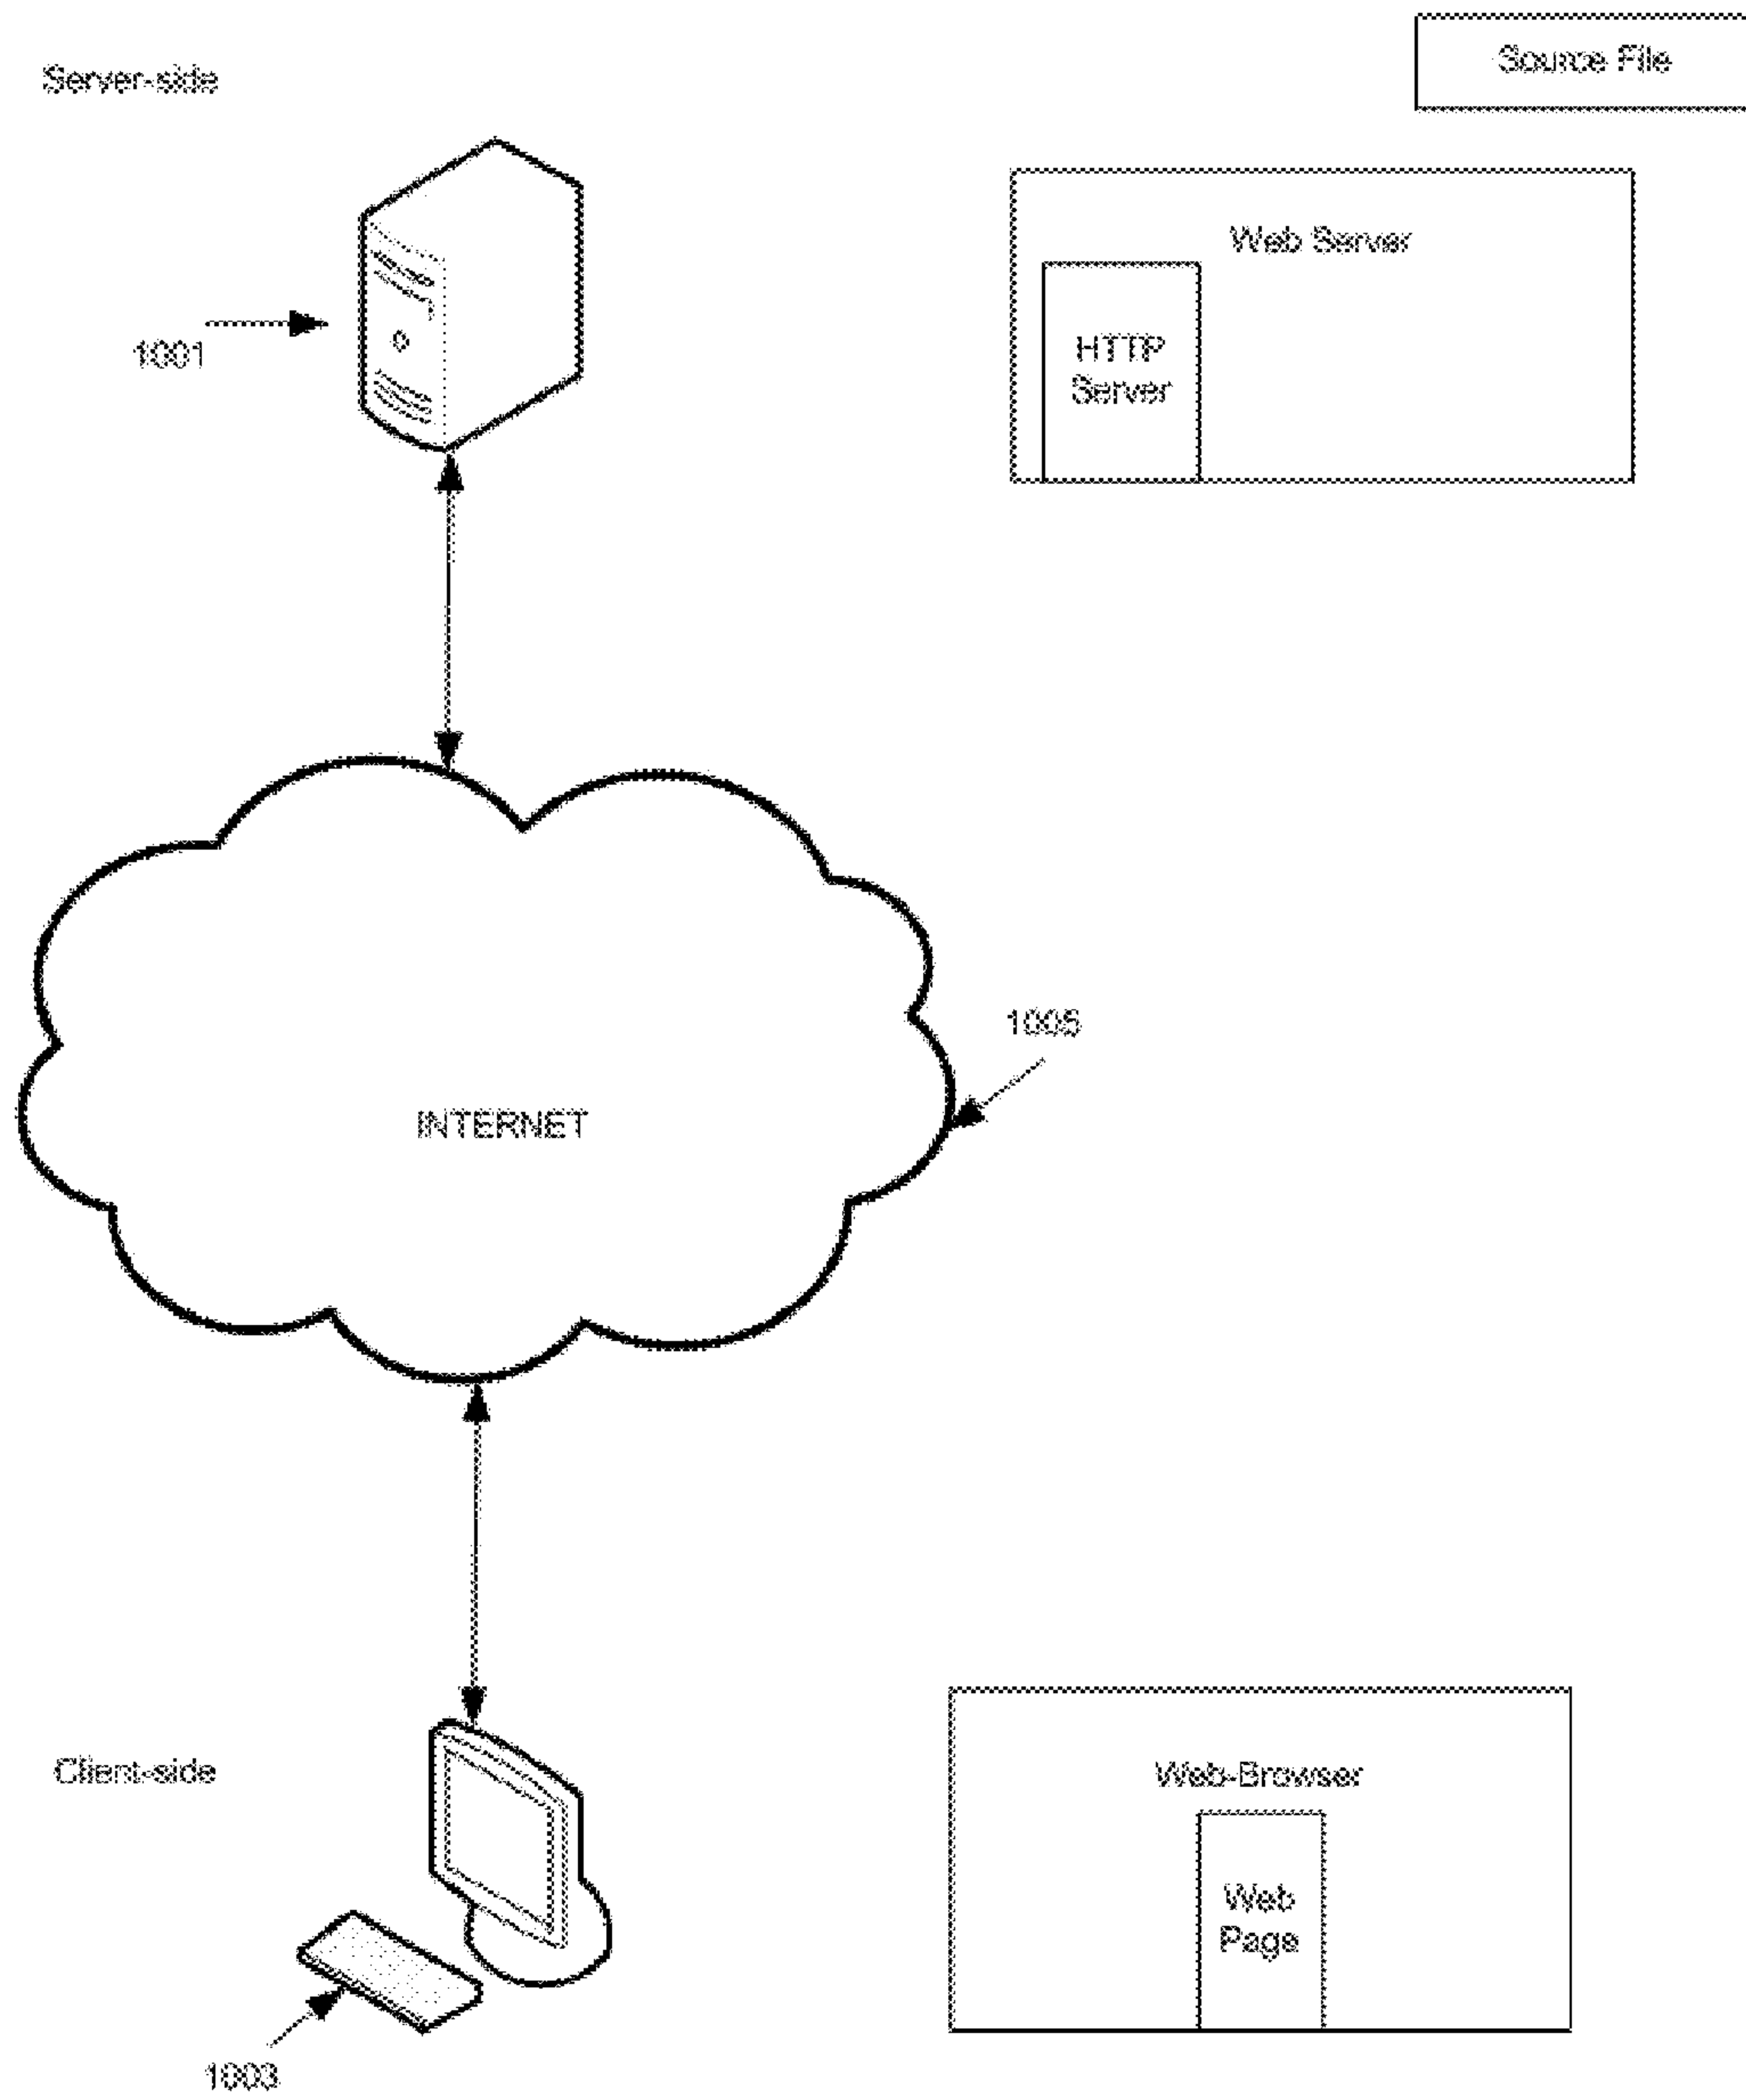 Source File
Server-side
Web Server
1001
HTTP
Server
1005
INTERNET
Client-side
Web-Browser
Web
Page
1003